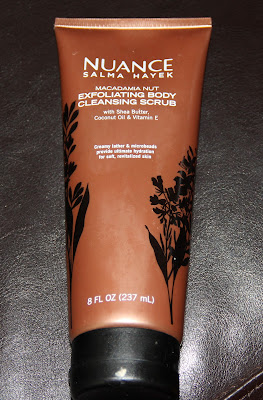 NUANCE
SALMA HAYEK
MACADAMIA NUT
EXFOLIATING BODY
CLEANSING SCRUB
with Shea Butter,
Coconut Oil & Vitamin E
Creamy lather & microbeads
provide ultimate hydration
for soft, revitalized skin
8 FL OZ (237 mL)